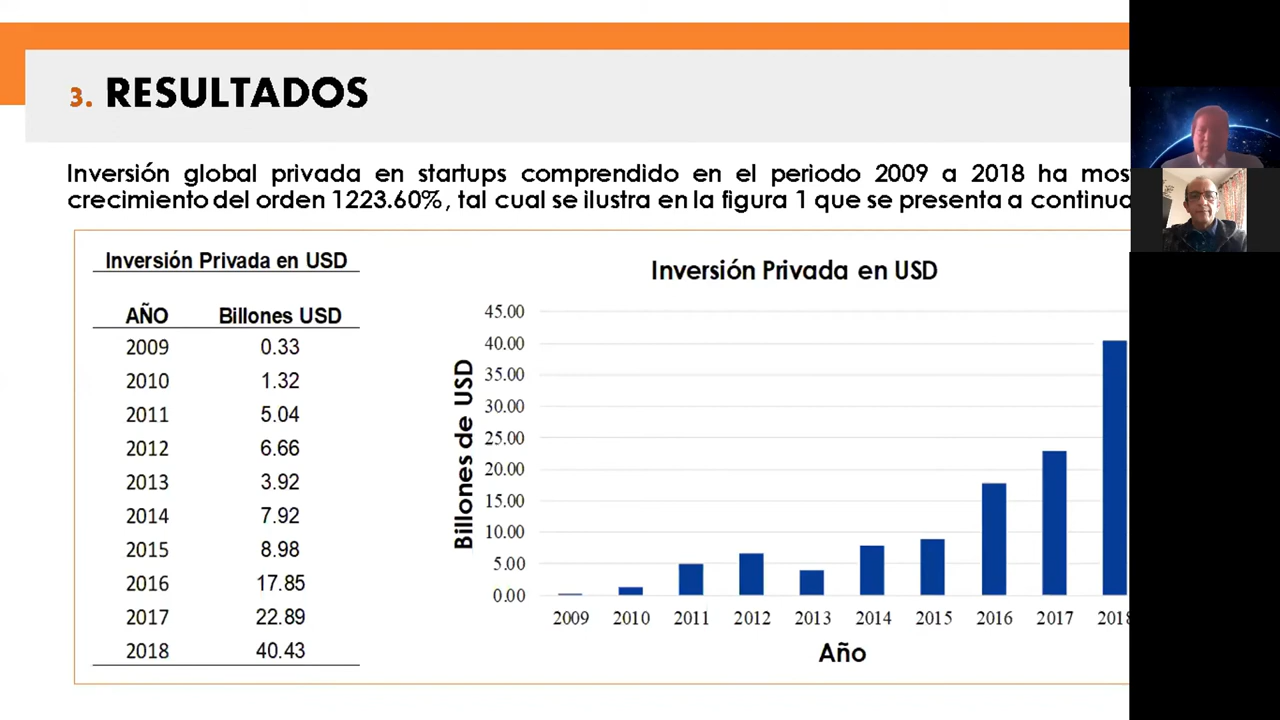 3. RESULTADOS
Inversión global privada en startups comprendido en el periodo 2009 a 2018 ha
crecimiento del orden 1223.60%, tal cual se ilustra en la figura 1 que se presenta a
Inversión Privada en USD
AÑO Billones USD
2009 0.33
2010 1.32
2011 5.04
2012 6.66
2013 3.92
2014 7.92
2015 8.98
2016 17.85
2017 22.89
2018 40.43
Inversión Privada en USD
Billones de USD
45.00
40.00
35.00
30.00
25.00
20.00
15.00
10.00
5.00
0.00
2009 2010 2011 2012 2013 2014 2015 2016 2017 2018
Año